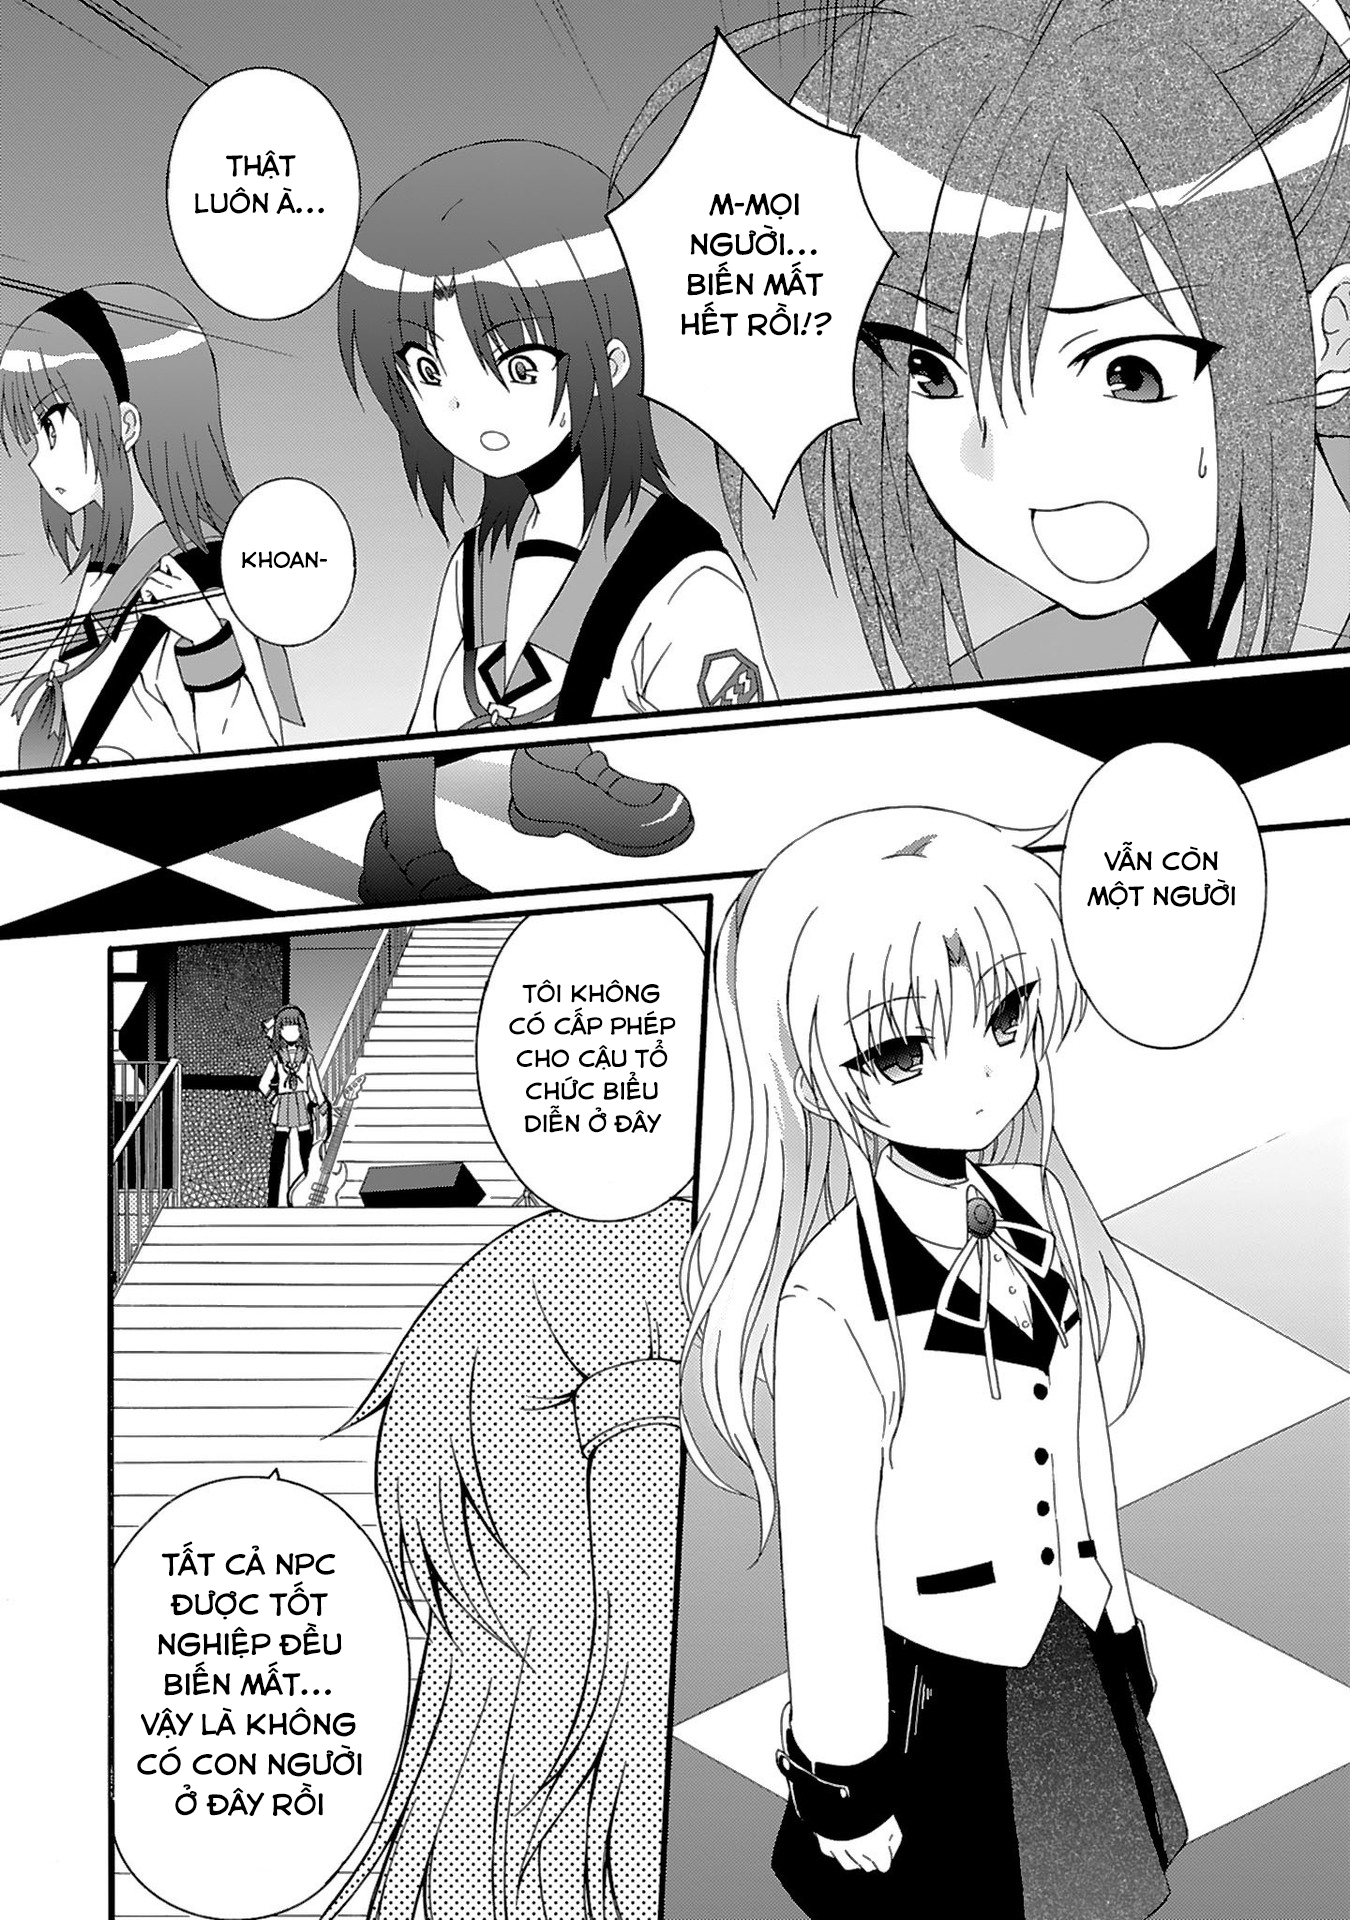 M-MỌI
NGƯỜI...
BIẾN MẤT
HẾT RỒI!?
THẬT
LUÔN À...
KHOAN-
VẪN CÒN
MỘT NGƯỜI
TÔI KHÔNG
CÓ CẤP PHÉP
CHO CẬU TỔ
CHỨC BIỂU
DIỄN Ở ĐÂY
TẤT CẢ NPC
ĐƯỢC TỐT
NGHIỆP ĐỀU
BIẾN MẤT...
VẬY LÀ KHÔNG
CÓ CON NGƯỜI
Ở ĐÂY RỒI